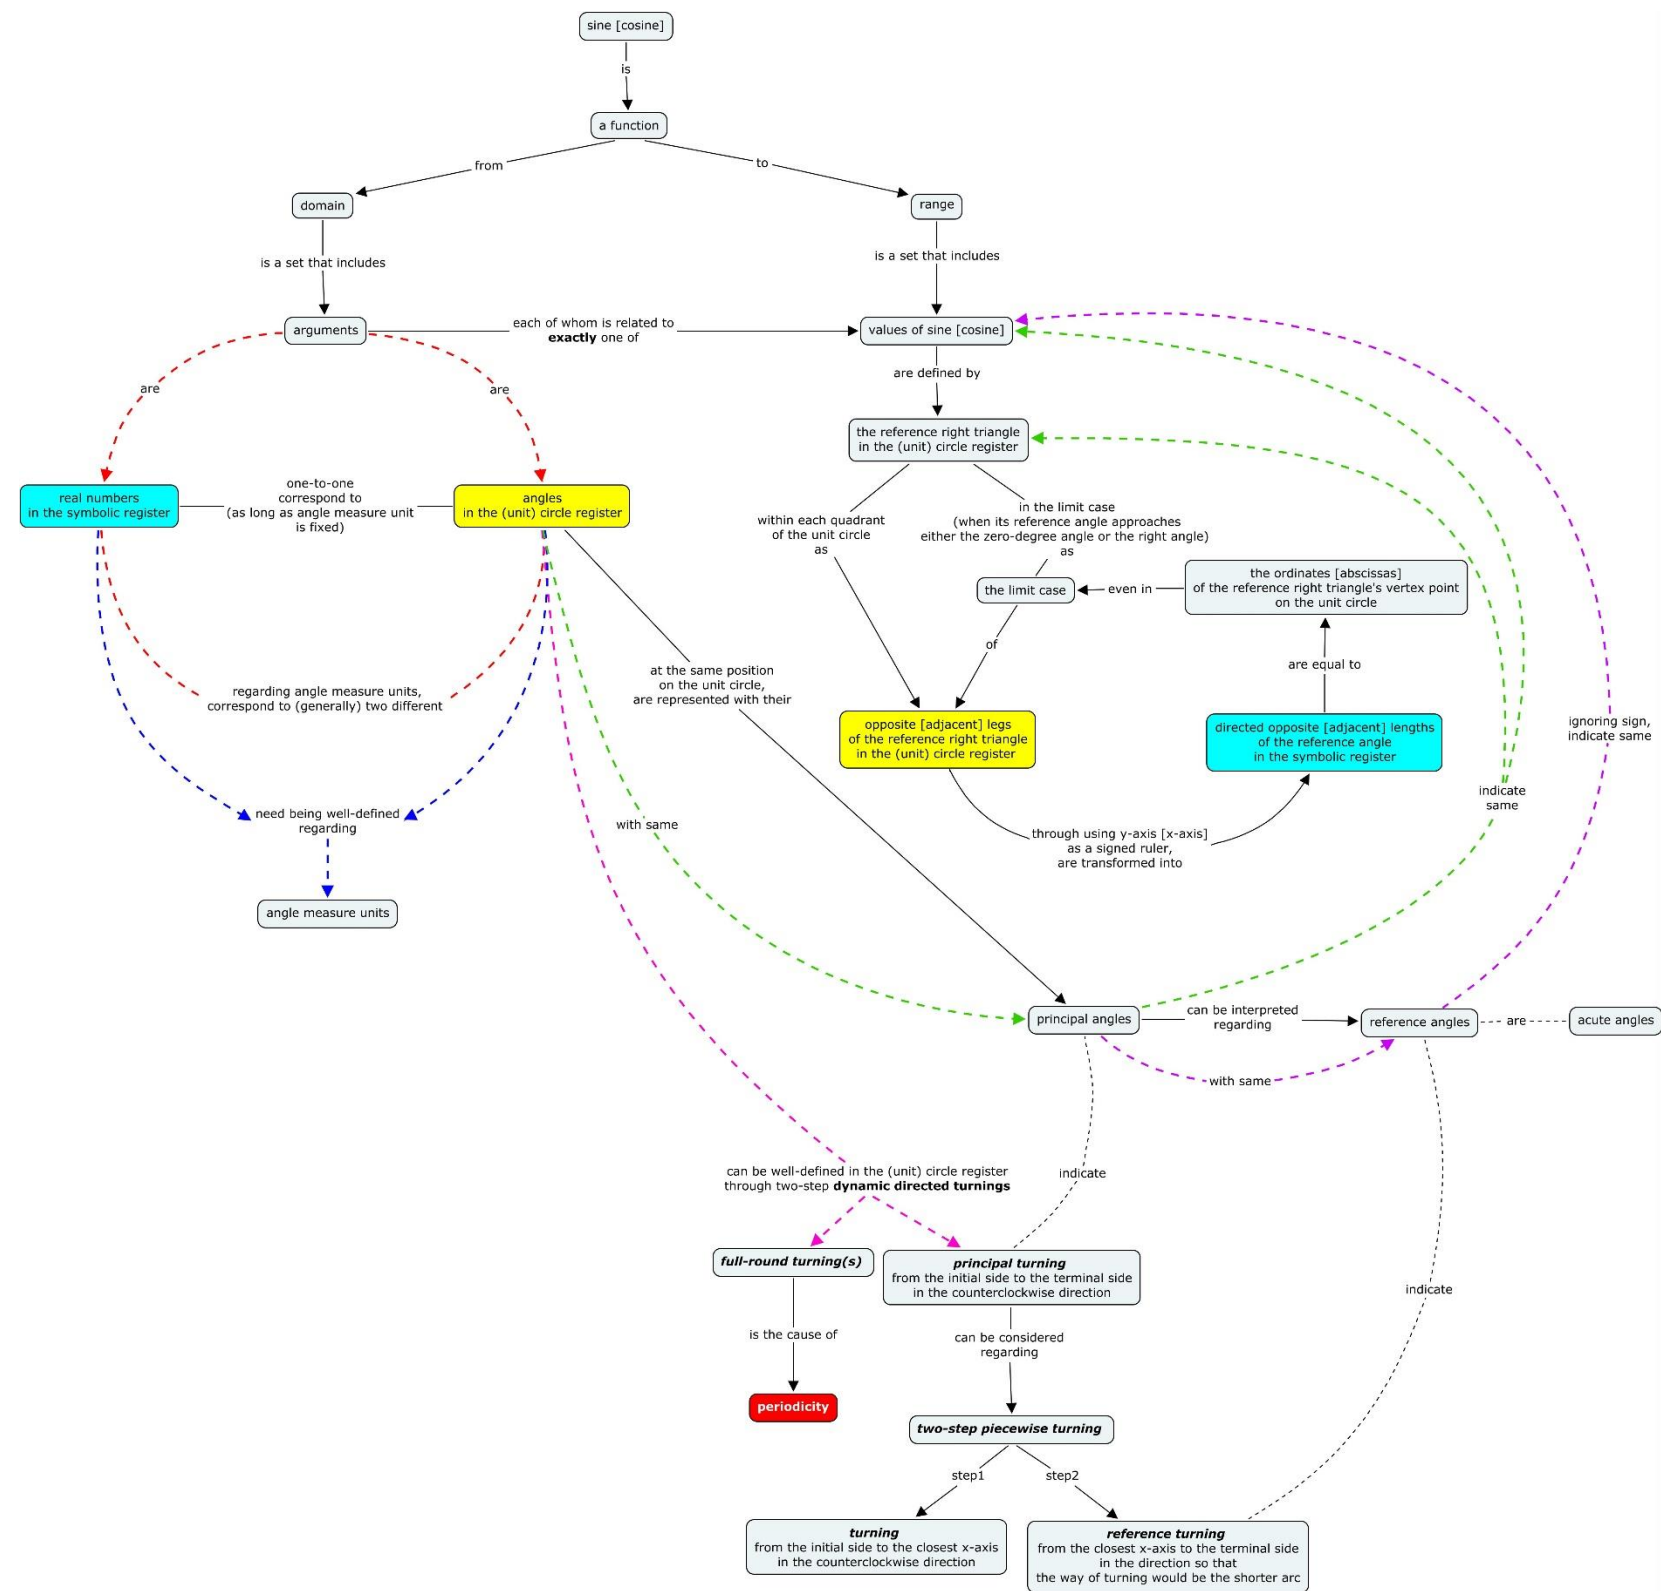 sine [cosine]
is
a function
from
to
domain
range
is a set that includes
is a set that includes
arguments
each of whom is related to
exactly one of
values of sine [cosine]
are
are
are defined by
the reference right triangle
in the (unit) circle register
real numbers
in the symbolic register
one-to-one
correspond to
(as long as angle measure unit
is fixed)
angles
in the (unit) circle register
within each quadrant
of the unit circle
as
in the limit case
(when its reference angle approaches
either the zero-degree angle or the right angle)
as
the limit case
even in
the ordinates [abscissas]
of the reference right triangle's vertex point
on the unit circle
of
are equal to
at the same position
on the unit circle,
are represented with their
regarding angle measure units,
correspond to (generally) two different
opposite [adjacent] legs
of the reference right triangle
in the (unit) circle register
directed opposite [adjacent] lengths
of the reference angle
in the symbolic register
ignoring sign,
indicate same
indicate
same
need being well-defined
regarding
with same
through using y-axis [x-axis]
as a signed ruler,
are transformed into
angle measure units
principal angles
can be interpreted
regarding
reference angles
are
acute angles
with same
can be well-defined in the (unit) circle register
through two-step dynamic directed turnings
indicate
full-round turning(s)
principal turning
from the initial side to the terminal side
in the counterclockwise direction
indicate
is the cause of
can be considered
regarding
periodicity
two-step piecewise turning
step1
step2
turning
from the initial side to the closest x-axis
in the counterclockwise direction
reference turning
from the closest x-axis to the terminal side
in the direction so that
the way of turning would be the shorter arc